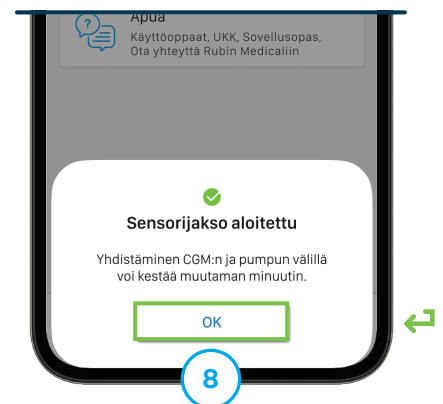 Apua
Käyttöoppaat, UKK, Sovellusopas,
Ota yhteyttä Rubin Medicaliin
Sensorijakso aloitettu
Yhdistäminen CGM:n ja pumpun välillä
voi kestää muutaman minuutin.
OK
8